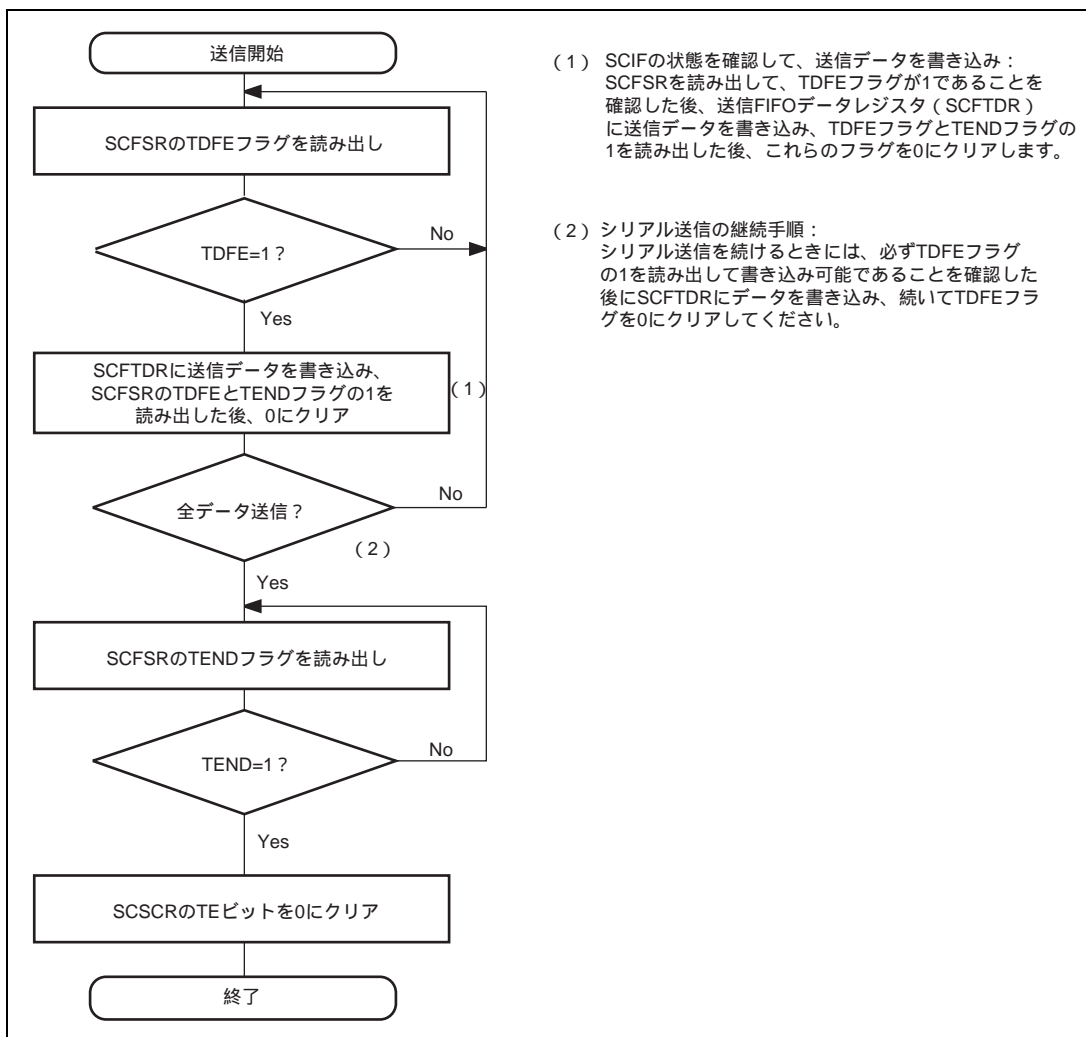 送信開始
SCFSRのTDFEフラグを読み出し
TDFE=1？
No
Yes
SCFTDRに送信データを書き込み、
SCFSRのTDFEとTENDフラグの1を
読み出した後、0にクリア
（1）
全データ送信？
No
（2）
Yes
SCFSRのTENDフラグを読み出し
TEND=1？
No
Yes
SCSCRのTEビットを0にクリア
終了
（1） SCIFの状態を確認して、送信データを書き込み：
SCFSRを読み出して、TDFEフラグが1であることを
確認した後、送信FIFOデータレジスタ（SCFTDR）
に送信データを書き込み、TDFEフラグとTENDフラグの
1を読み出した後、これらのフラグを0にクリアします。
（2）シリアル送信の継続手順：
シリアル送信を続けるときには、必ずTDFEフラグ
の1を読み出して書き込み可能であることを確認した
後にSCFTDRにデータを書き込み、続いてTDFEフラ
グを0にクリアしてください。